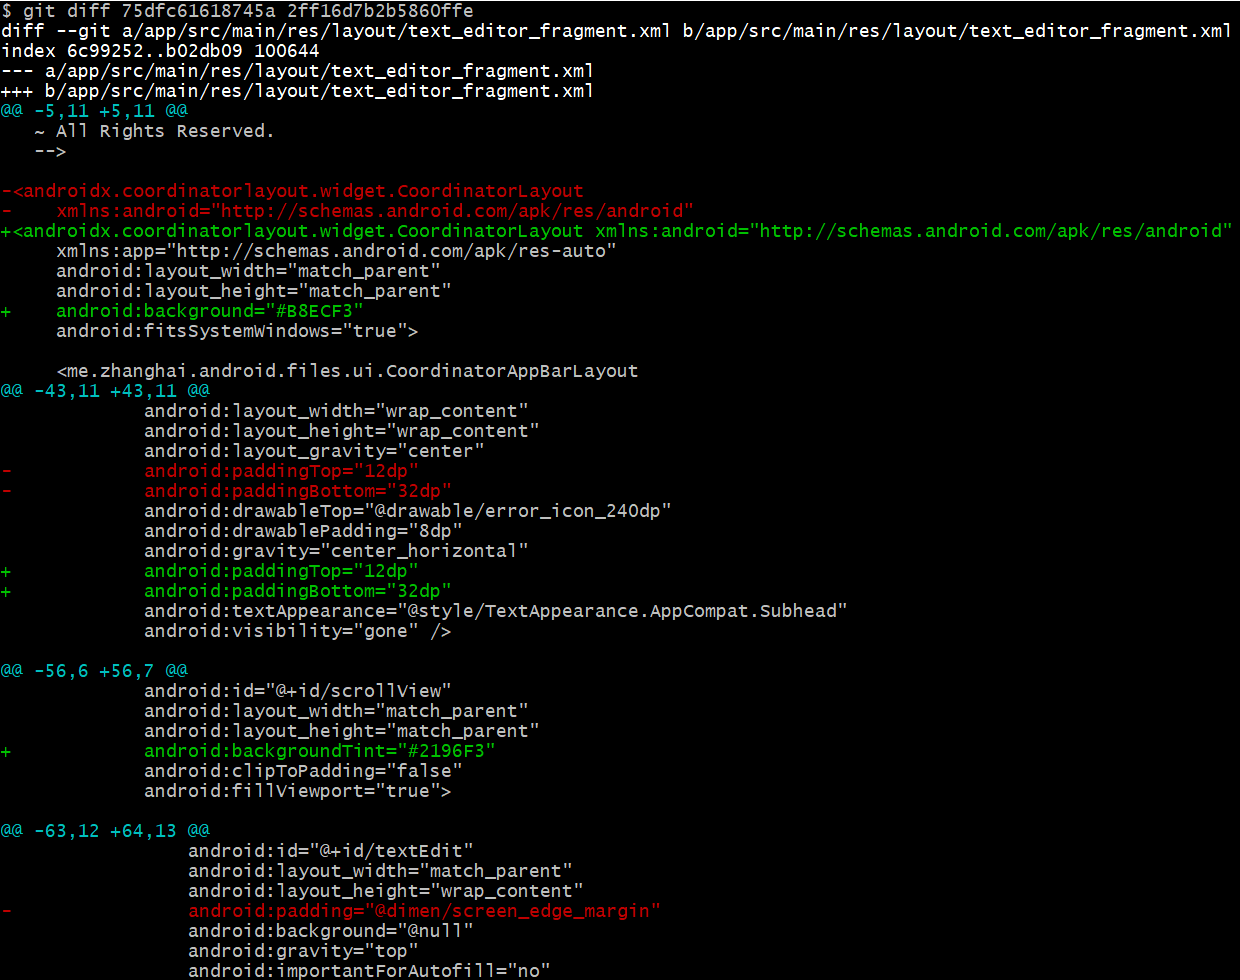 $ git diff 75dfc61618745a 2ff16d7b2b5860ffe
diff --git a/app/src/main/res/layout/text_editor_fragment.xml b/app/src/main/res/layout/text_editor_fragment.xml
index 6c99252..b02db09 100644
--- a/app/src/main/res/layout/text_editor_fragment.xml
+++ b/app/src/main/res/layout/text_editor_fragment.xml
@@ -5,11 +5,11 @@
   ~ All Rights Reserved.
   -->

-<androidx.coordinatorlayout.widget.CoordinatorLayout
-    xmlns:android="http://schemas.android.com/apk/res/android"
+<androidx.coordinatorlayout.widget.CoordinatorLayout xmlns:android="http://schemas.android.com/apk/res/android"
     xmlns:app="http://schemas.android.com/apk/res-auto"
     android:layout_width="match_parent"
     android:layout_height="match_parent"
+    android:background="#B8ECF3"
     android:fitsSystemWindows="true">

     <me.zhanghai.android.files.ui.CoordinatorAppBarLayout
@@ -43,11 +43,11 @@
             android:layout_width="wrap_content"
             android:layout_height="wrap_content"
             android:layout_gravity="center"
-            android:paddingTop="12dp"
-            android:paddingBottom="32dp"
             android:drawableTop="@drawable/error_icon_240dp"
             android:drawablePadding="8dp"
             android:gravity="center_horizontal"
+            android:paddingTop="12dp"
+            android:paddingBottom="32dp"
             android:textAppearance="@style/TextAppearance.AppCompat.Subhead"
             android:visibility="gone" />

@@ -56,6 +56,7 @@
             android:id="@+id/scrollView"
             android:layout_width="match_parent"
             android:layout_height="match_parent"
+            android:backgroundTint="#2196F3"
             android:clipToPadding="false"
             android:fillViewport="true">

@@ -63,12 +64,13 @@
                 android:id="@+id/textEdit"
                 android:layout_width="match_parent"
                 android:layout_height="wrap_content"
-                android:padding="@dimen/screen_edge_margin"
                 android:background="@null"
                 android:gravity="top"
                 android:importantForAutofill="no"